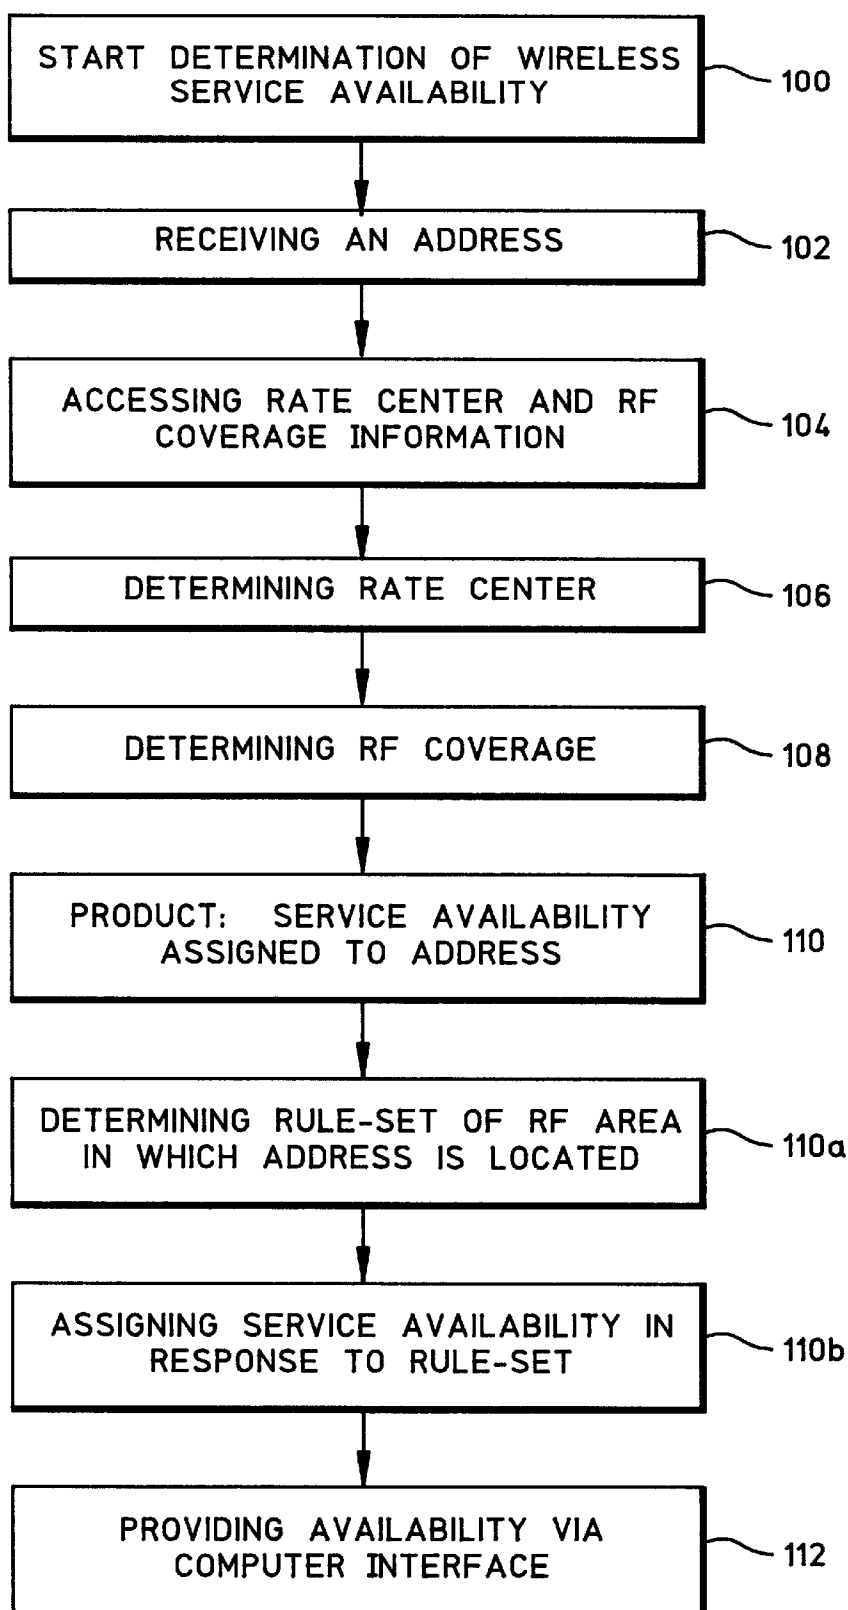 START DETERMINATION OF WIRELESS
SERVICE AVAILABILITY
100
RECEIVING AN ADDRESS
102
ACCESSING RATE CENTER AND RF
COVERAGE INFORMATION
104
DETERMINING RATE CENTER
106
DETERMINING RF COVERAGE
108
PRODUCT: SERVICE AVAILABILITY
ASSIGNED TO ADDRESS
110
DETERMINING RULE-SET OF RF AREA
IN WHICH ADDRESS IS LOCATED
110a
ASSIGNING SERVICE AVAILABILITY IN
RESPONSE TO RULE-SET
110b
PROVIDING AVAILABILITY VIA
COMPUTER INTERFACE
112